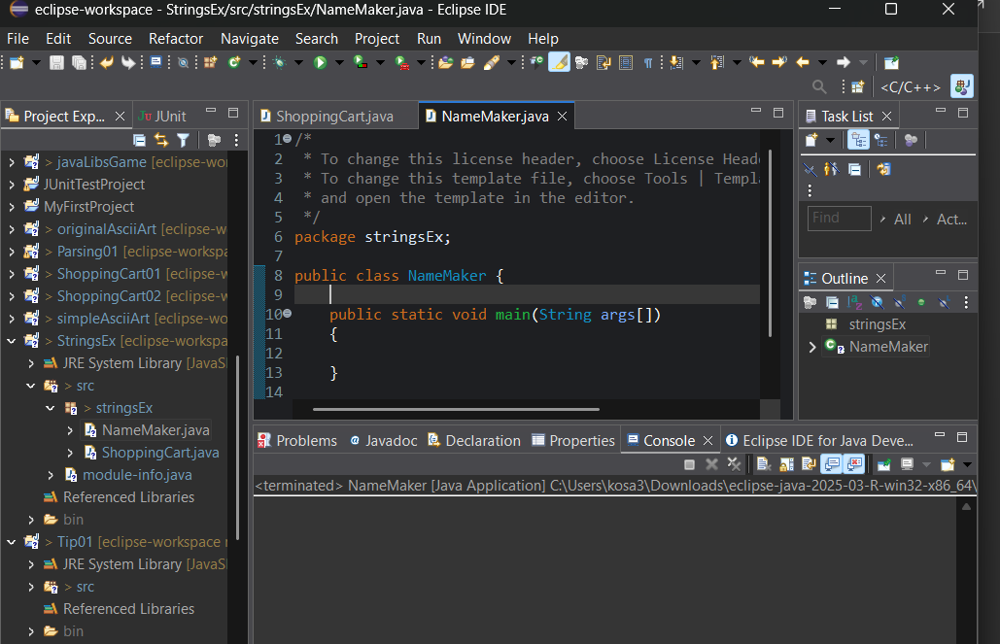 eclipse-workspace - StringsEx/src/stringsEx/NameMaker.java - Eclipse IDE
File Edit Source Refactor Navigate Search Project Run Window Help
<C/C++>
Project Exp... JUnit
> javaLibsGame [eclipse-wo
JUnitTestProject
MyFirstProject
> originalAsciiArt [eclipse-w
> Parsing01 [eclipse-workspa
> ShoppingCart01 [eclipse-w
> ShoppingCart02 [eclipse-w
> simpleAsciiArt [eclipse-wo
> StringsEx [eclipse-workspa
JRE System Library [JavaS
> src
> stringsEx
NameMaker.java
ShoppingCart.java
module-info.java
Referenced Libraries
bin
> Tip01 [eclipse-workspace
JRE System Library [JavaS
> src
Referenced Libraries
bin
ShoppingCart.java NameMaker.java
1 /*
2 * To change this license header, choose License Head
3 * To change this template file, choose Tools | Templ
4 * and open the template in the editor.
5 */
6 package stringsEx;
7
8 public class NameMaker {
9
10 public static void main(String args[])
11 {
12
13 }
14
Task List
Find All Act...
Outline
stringsEx
NameMaker
Problems Javadoc Declaration Properties Console Eclipse IDE for Java Deve...
<terminated> NameMaker [Java Application] C:\Users\kosa3\Downloads\eclipse-java-2025-03-R-win32-x86_64\